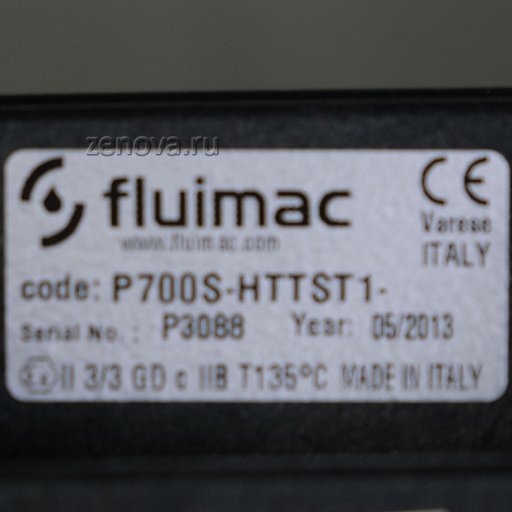 zenova.ru
fluimac
CE
www.fluimac.com
Varese
ITALY
code: P700S-HTTST1-
Serial No. : P3088 Year: 05/2013
Ex II 3/3 GD c IIB T135°C MADE IN ITALY